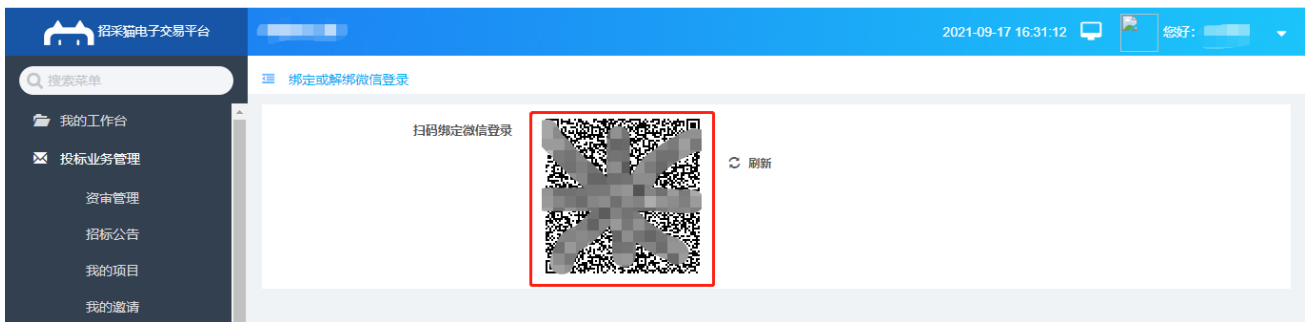 招采猫电子交易平台
2021-09-17 16:31:12
您好:
搜索菜单
绑定或解绑微信登录
我的工作台
扫码绑定微信登录
投标业务管理
刷新
资审管理
招标公告
我的项目
我的邀请